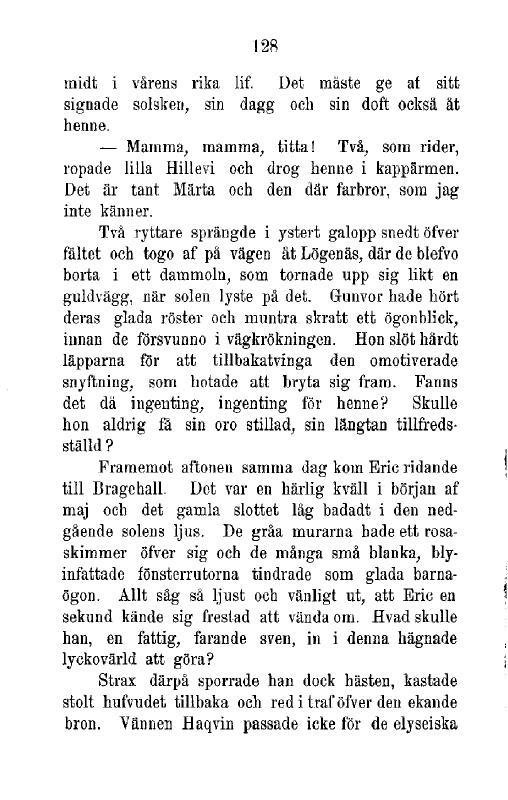 128
midt i vårens rika lif. Det måste ge af sitt
signade solsken, sin dagg och sin doft också åt
henne.
— Mamma, mamma, titta! Två, som rider,
ropade lilla Hillevi och drog henne i kappärmen.
Det är tant Märta och den där farbror, som jag
inte känner.
Två ryttare sprängde i ystert galopp snedt öfver
fältet och togo af på vägen åt Lögenäs, där de blefvo
borta i ett dammoln, som tornade upp sig likt en
guldvägg, när solen lyste på det. Gunvor hade hört
deras glada röster och muntra skratt ett ögonblick,
innan de försvunno i vägkrökningen. Hon slöt hårdt
läpparna för att tillbakatvinga den omotiverade
snyftning, som hotade att bryta sig fram. Fanns
det då ingenting, ingenting för henne? Skulle
hon aldrig få sin oro stillad, sin längtan tillfreds-
ställd?
Framemot aftonen samma dag kom Eric ridande
till Bragehall. Det var en härlig kväll i början af
maj och det gamla slottet låg badadt i den ned-
gående solens ljus. De gråa murarna hade ett rosa-
skimmer öfver sig och de många små blanka, bly-
infattade fönsterrutorna tindrade som glada barna-
ögon. Allt såg så ljust och vänligt ut, att Eric en
sekund kände sig frestad att vända om. Hvad skulle
han, en fattig, farande sven, in i denna hägnade
lyckovärld att göra?
Strax därpå sporrade han dock hästen, kastade
stolt hufvudet tillbaka och red i traf öfver den ekande
bron. Vännen Haqvin passade icke för de elyseiska